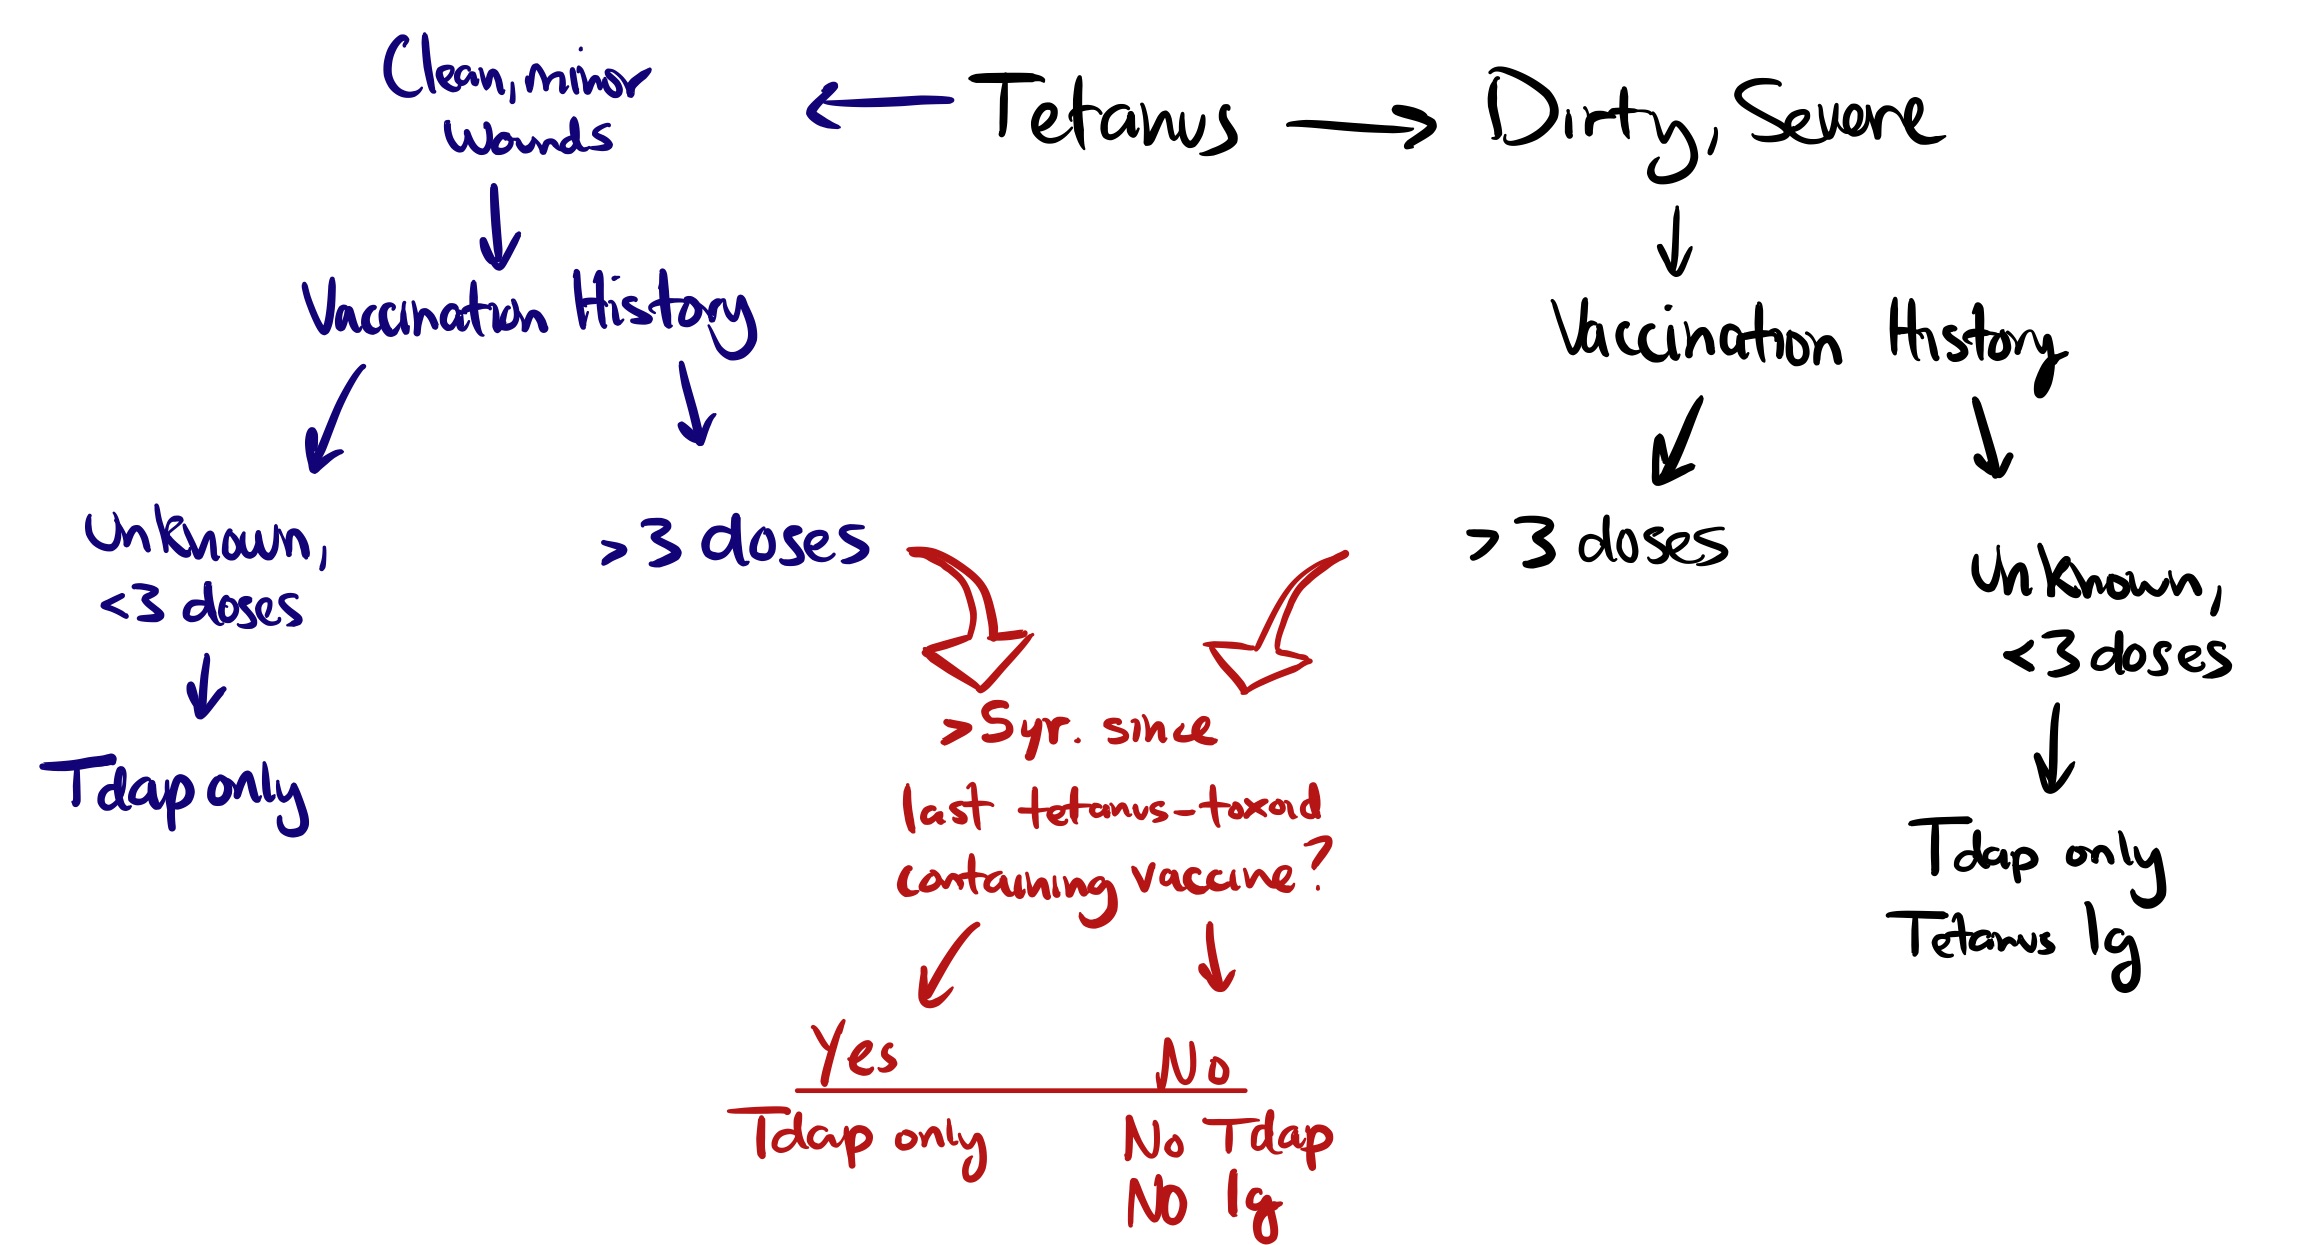 Tetanus
Clean, minor
wounds
Vaccination History
Unknown,
<3 doses
Tdap only
>3 doses
Dirty, Severe
Vaccination History
>3 doses
Unknown,
<3 doses
Tdap only
Tetanus Ig
>5yr. since
last tetanus-toxoid
containing vaccine?
Yes
Tdap only
No
No Tdap
No Ig